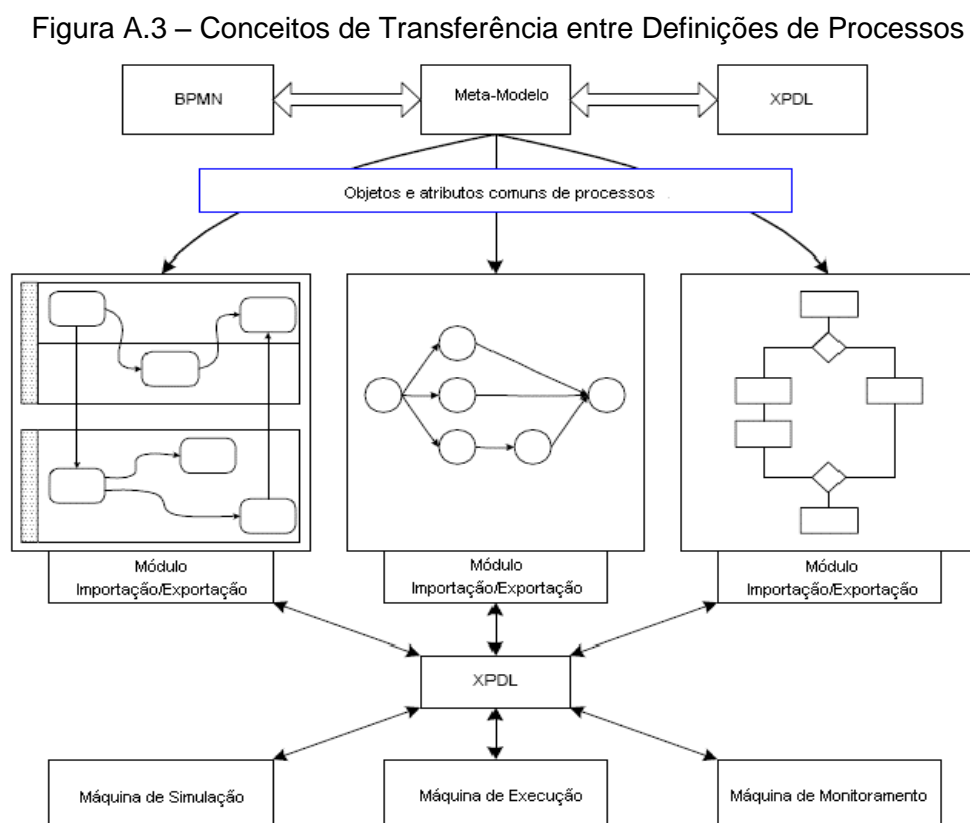 Figura A.3 – Conceitos de Transferência entre Definições de Processos
BPMN
Meta-Modelo
XPDL
Objetos e atributos comuns de processos
Módulo
Importação/Exportação
Módulo
Importação/Exportação
Módulo
Importação/Exportação
XPDL
Máquina de Simulação
Máquina de Execução
Máquina de Monitoramento